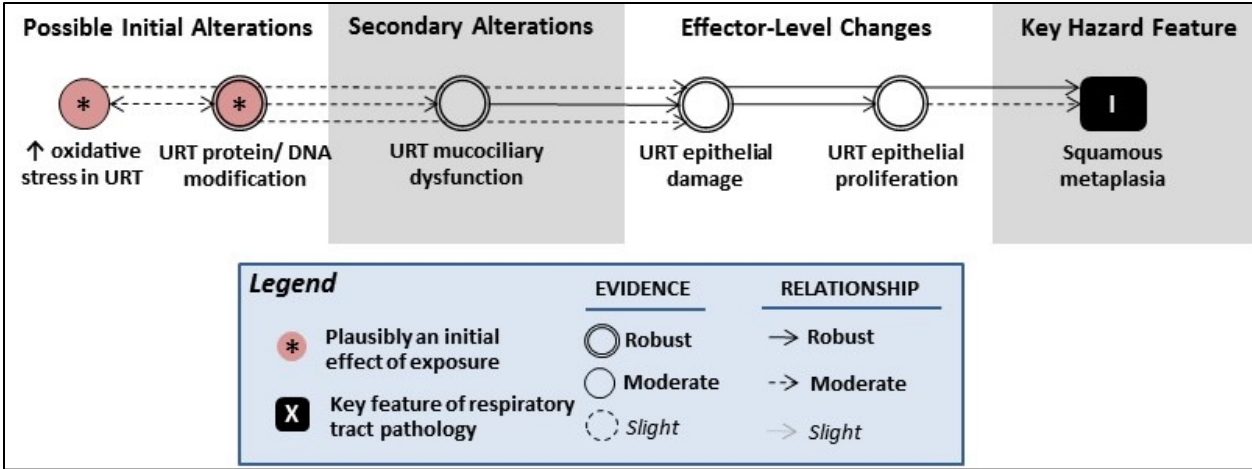 Possible Initial Alterations
Secondary Alterations
Effector-Level Changes
Key Hazard Feature
*
*
I
↑ oxidative
stress in URT
URT protein/ DNA
modification
URT mucociliary
dysfunction
URT epithelial
damage
URT epithelial
proliferation
Squamous
metaplasia
Legend
*
Plausibly an initial
effect of exposure
X
Key feature of respiratory
tract pathology
EVIDENCE
Robust
Moderate
Slight
RELATIONSHIP
Robust
Moderate
Slight